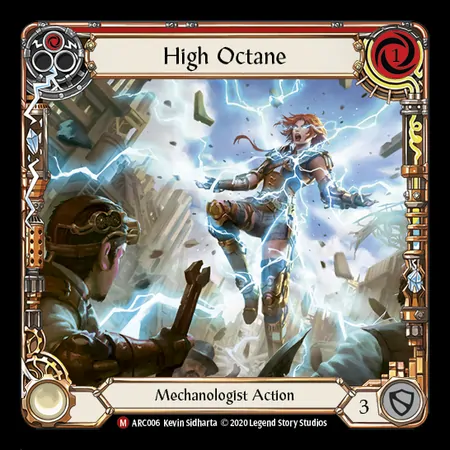 High Octane
1
Mechanologist Action
3
M ARC006 Kevin Sidharta © 2020 Legend Story Studios